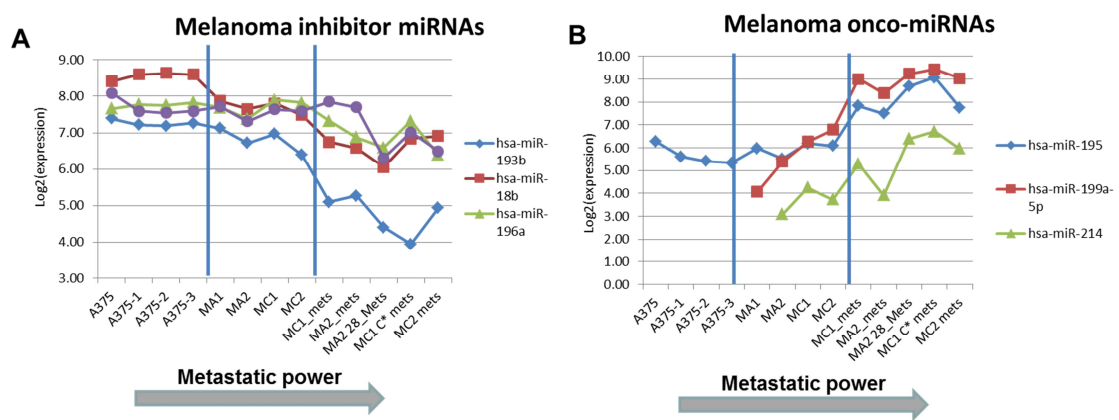 A
Melanoma inhibitor miRNAs
Log2(expression)
9.00
8.00
7.00
6.00
5.00
4.00
3.00
A375
A375-1
A375-2
A375-3
MA1
MA2
MC1
MC2
MC1_mets
MA2_mets
MA2 28_Mets
MC1 C* mets
MC2 mets
hsa-miR-
193b
hsa-miR-
18b
hsa-miR-
196a
Metastatic power
B
Melanoma onco-miRNAs
Log2(expression)
10.00
9.00
8.00
7.00
6.00
5.00
4.00
3.00
2.00
1.00
0.00
A375
A375-1
A375-2
A375-3
MA1
MA2
MC1
MC2
MC1_mets
MA2_mets
MA2 28_Mets
MC1 C* mets
MC2 mets
hsa-miR-195
hsa-miR-199a-
5p
hsa-miR-214
Metastatic power